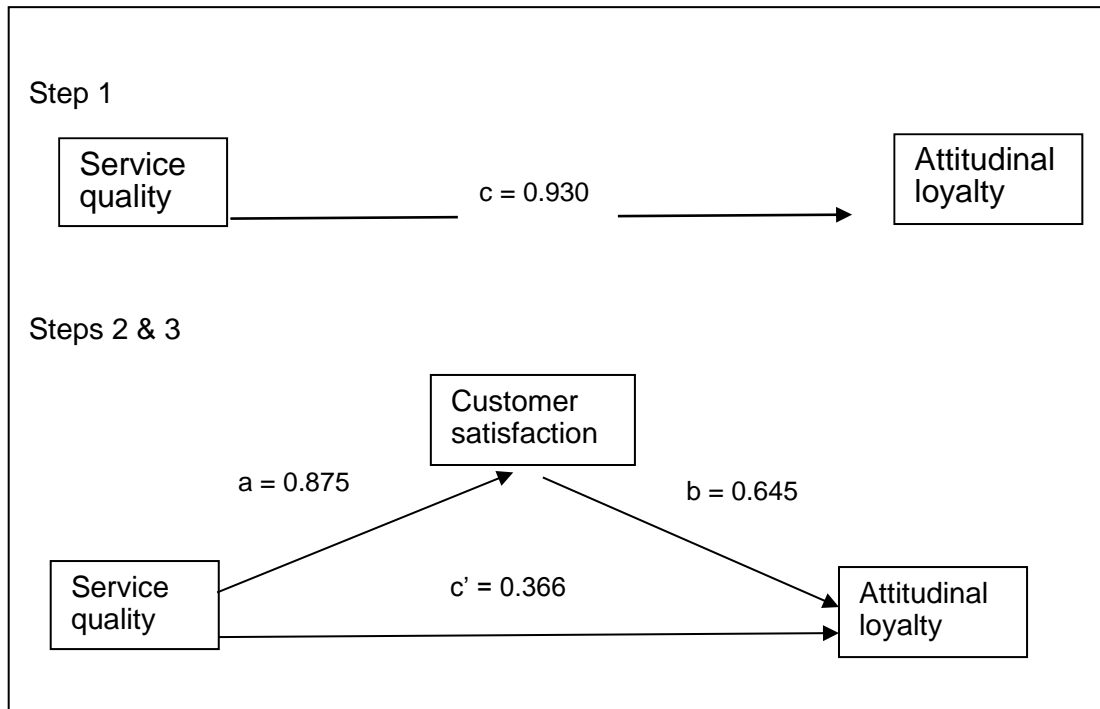 Step 1
Service
quality
c = 0.930
Attitudinal
loyalty
Steps 2 & 3
Customer
satisfaction
a = 0.875
b = 0.645
Service
quality
c’ = 0.366
Attitudinal
loyalty